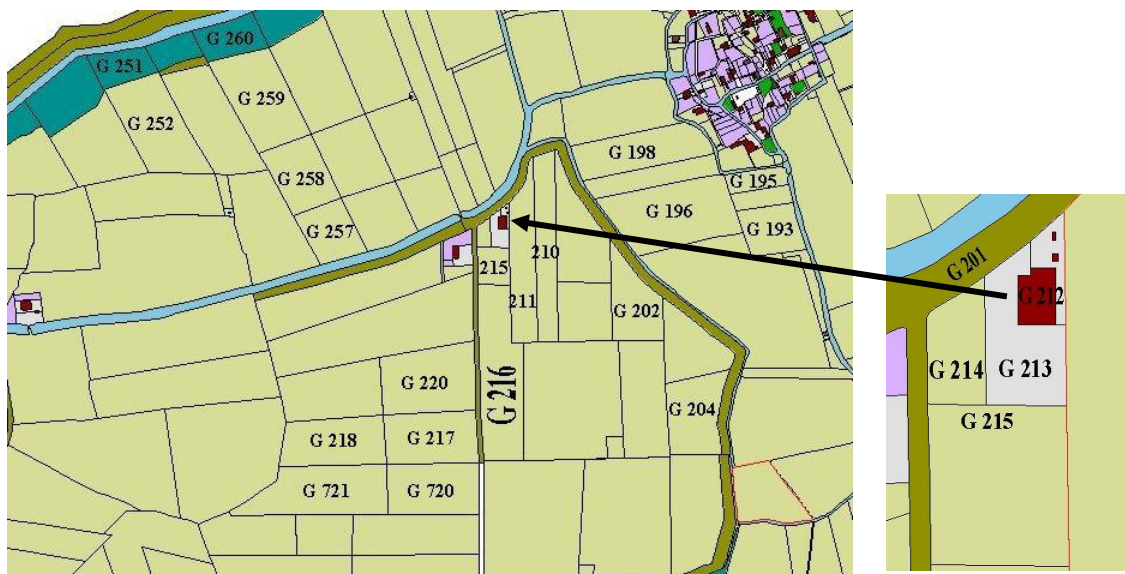 G 260
G 251
G 259
G 252
G 198
G 258
G 195
G 196
G 257
G 193
210
215
211
G 202
G 216
G 220
G 204
G 218
G 217
G 721
G 720
G 201
G 212
G 214
G 213
G 215